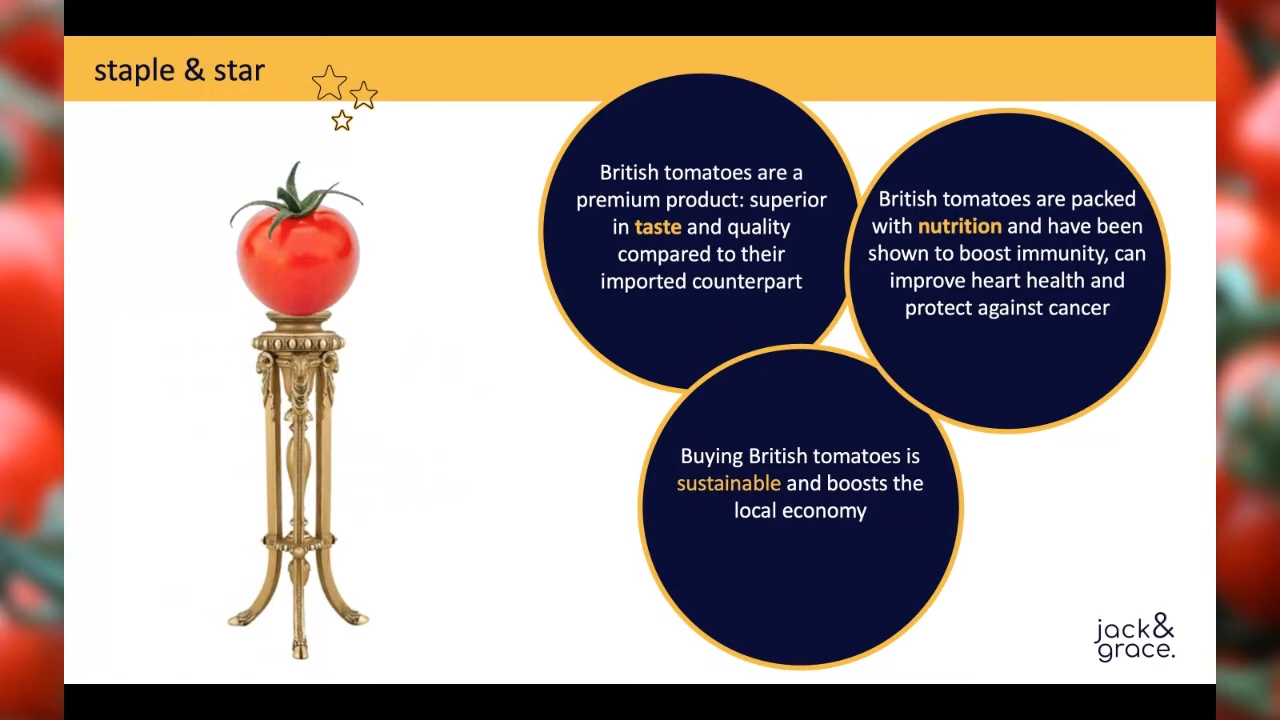 staple & star
British tomatoes are a
premium product: superior
in taste and quality
compared to their
imported counterpart
British tomatoes are packed
with nutrition and have been
shown to boost immunity, can
improve heart health and
protect against cancer
Buying British tomatoes is
sustainable and boosts the
local economy
jack&
grace.